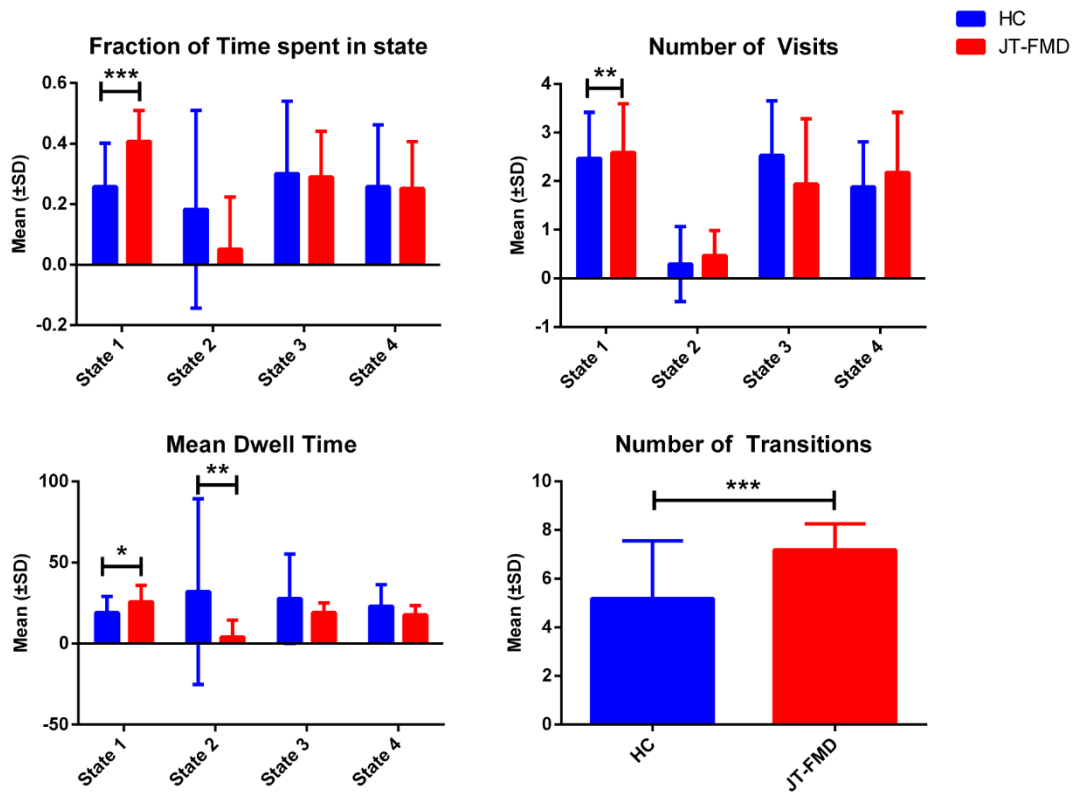 HC
JT-FMD
Fraction of Time spent in state
***
0.6
0.4
0.2
0.0
-0.2
Mean (±SD)
State 1
State 2
State 3
State 4
Number of Visits
**
4
3
2
1
0
-1
Mean (±SD)
State 1
State 2
State 3
State 4
Mean Dwell Time
**
*
100
50
0
-50
Mean (±SD)
State 1
State 2
State 3
State 4
Number of Transitions
***
10
8
6
4
2
0
Mean (±SD)
HC
JT-FMD